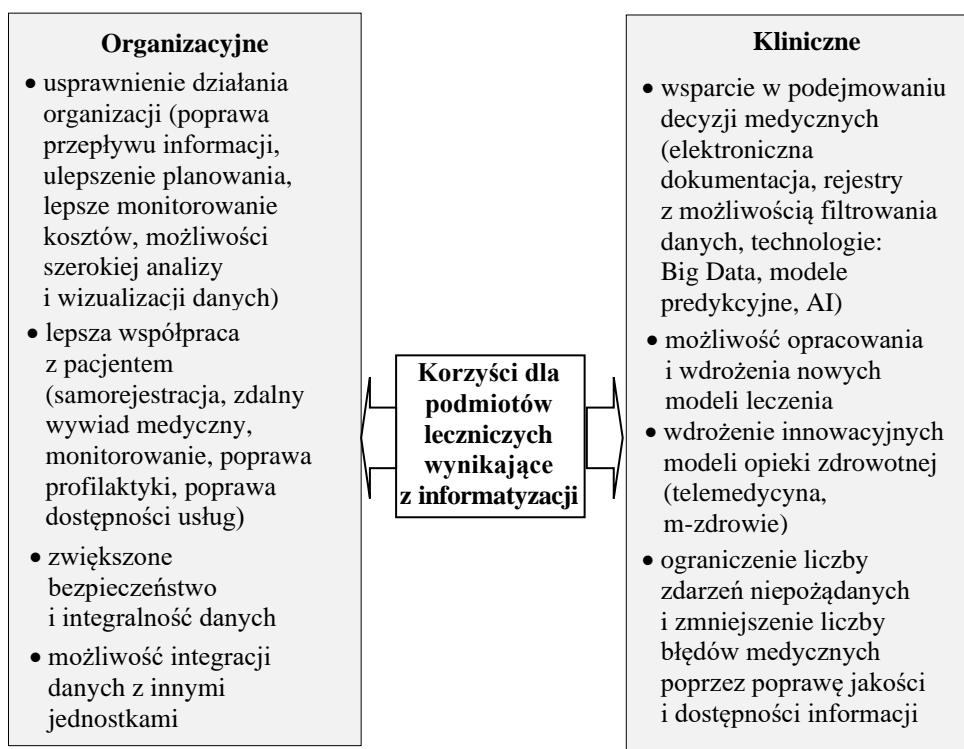 Organizacyjne
• usprawnienie działania
organizacji (poprawa
przepływu informacji,
ulepszenie planowania,
lepsze monitorowanie
kosztów, możliwości
szerokiej analizy
i wizualizacji danych)
• lepsza współpraca
z pacjentem
(samorejestracja, zdalny
wywiad medyczny,
monitorowanie, poprawa
profilaktyki, poprawa
dostępności usług)
• zwiększone
bezpieczeństwo
i integralność danych
• możliwość integracji
danych z innymi
jednostkami
Korzyści dla
podmiotów
leczniczych
wynikające
z informatyzacji
Kliniczne
• wsparcie w podejmowaniu
decyzji medycznych
(elektroniczna
dokumentacja, rejestry
z możliwością filtrowania
danych, technologie:
Big Data, modele
predykcyjne, AI)
• możliwość opracowania
i wdrożenia nowych
modeli leczenia
• wdrożenie innowacyjnych
modeli opieki zdrowotnej
(telemedycyna,
m-zdrowie)
• ograniczenie liczby
zdarzeń niepożądanych
i zmniejszenie liczby
błędów medycznych
poprzez poprawę jakości
i dostępności informacji